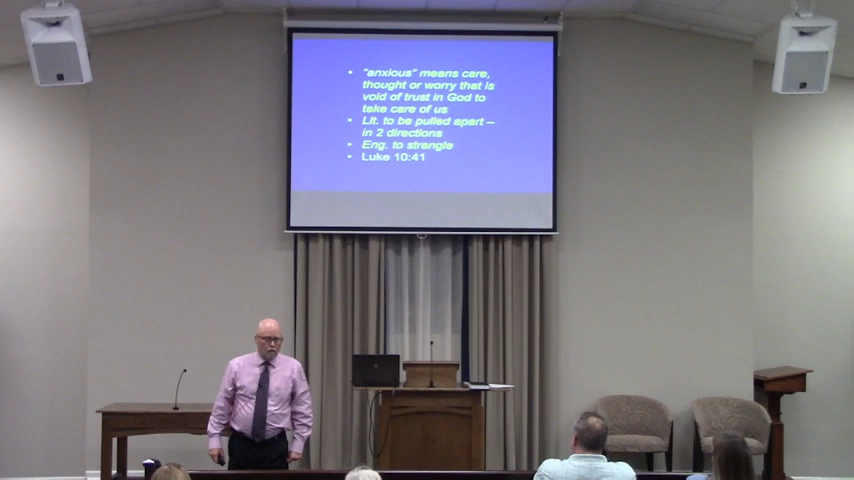 • "anxious" means care,
thought or worry that is
void of trust in God to
take care of us
• Lit. to be pulled apart –
in 2 directions
• Eng. to strangle
• Luke 10:41